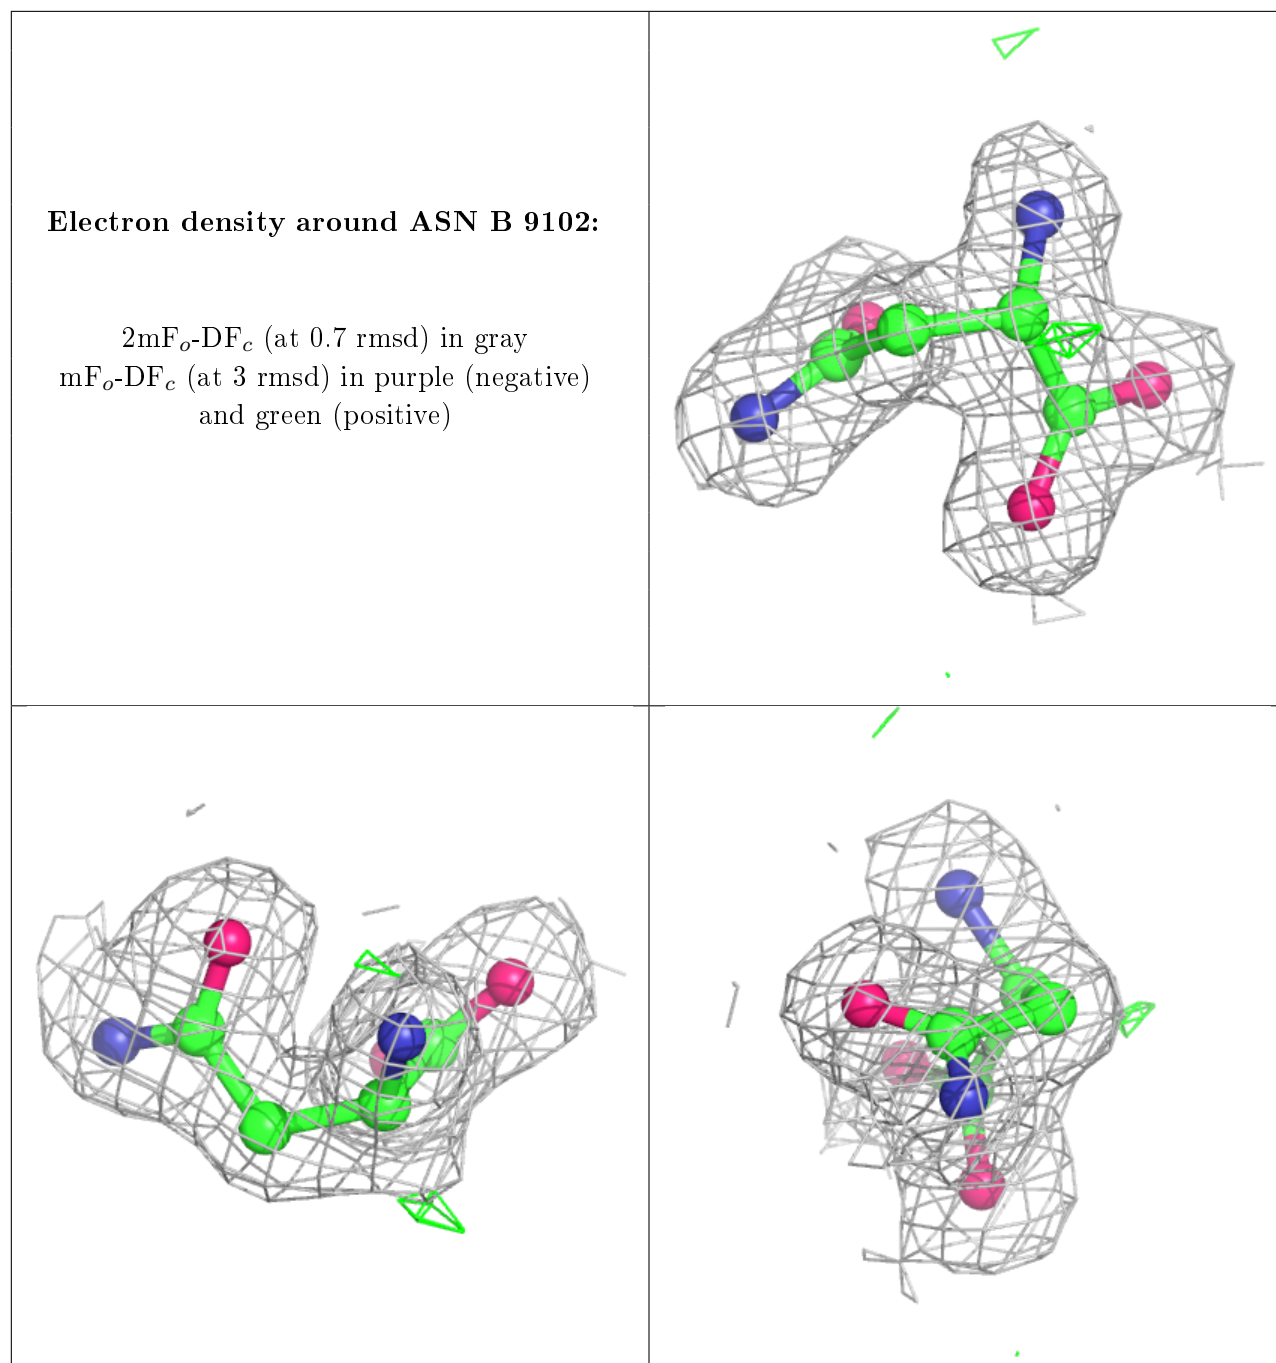 Electron density around ASN B 9102:
2mFo-DFc (at 0.7 rmsd) in gray
mFo-DFc (at 3 rmsd) in purple (negative)
and green (positive)